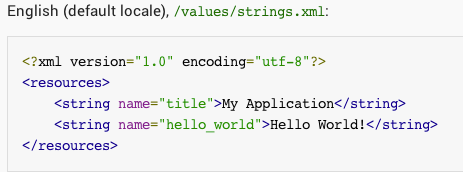 English (default locale), /values/strings.xml:
<?xml version="1.0" encoding="utf-8"?>
<resources>
    <string name="title">My Application</string>
    <string name="hello_world">Hello World!</string>
</resources>